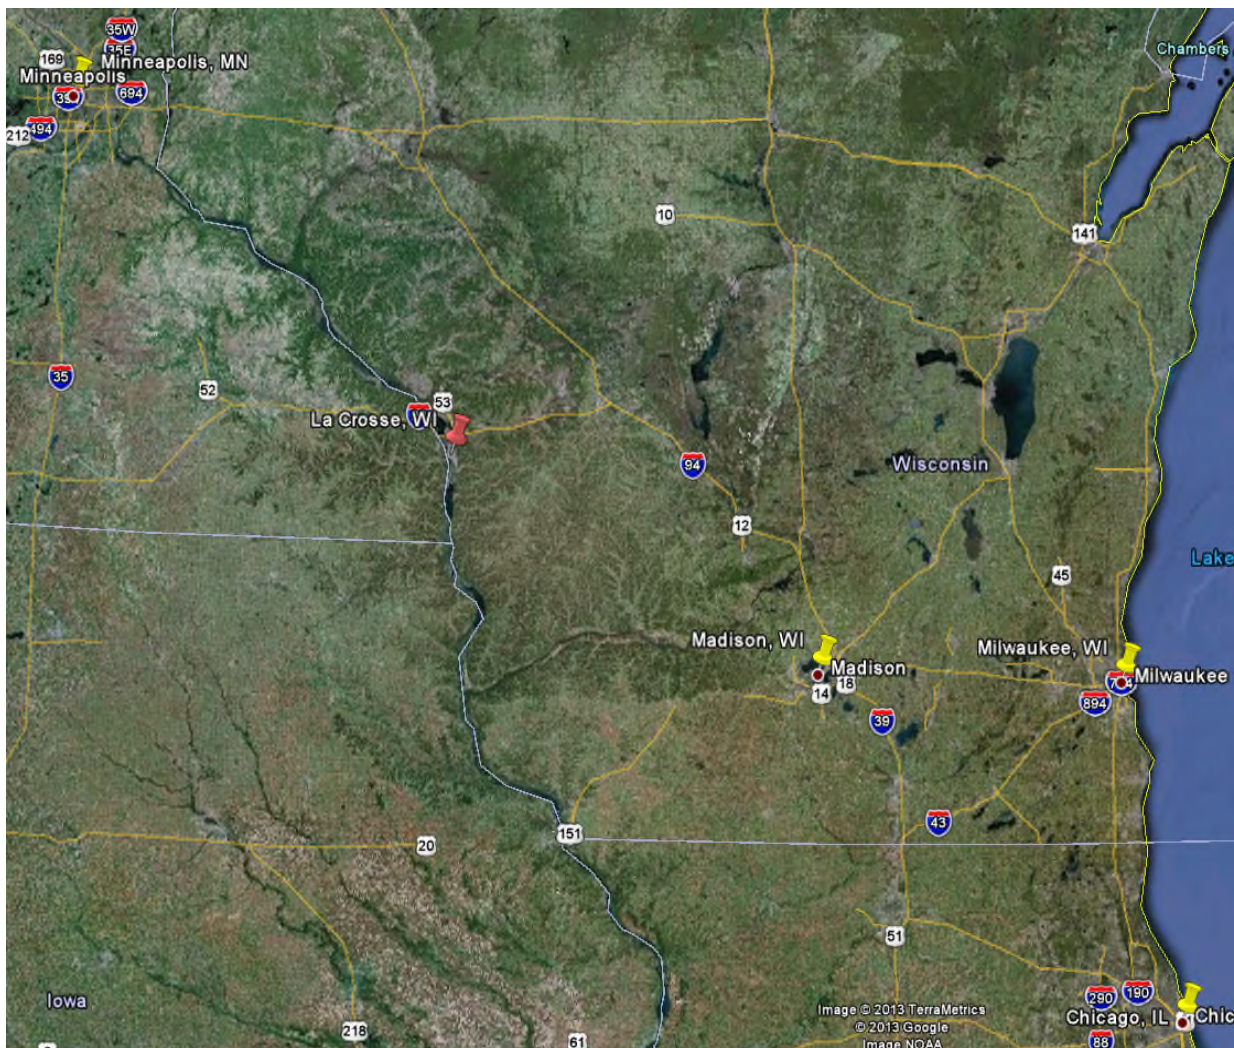 35W
35E
169
Minneapolis, MN
Minneapolis
694
494
212
Chambers
10
141
35
52
53
La Crosse, WI
94
Wisconsin
12
Lake
45
Madison, WI
Madison
Milwaukee, WI
Milwaukee
18
14
894
39
43
151
20
51
Iowa
218
61
290
190
Chicago, IL
Chic
88
Image © 2013 TerraMetrics
© 2013 Google
Image NOAA